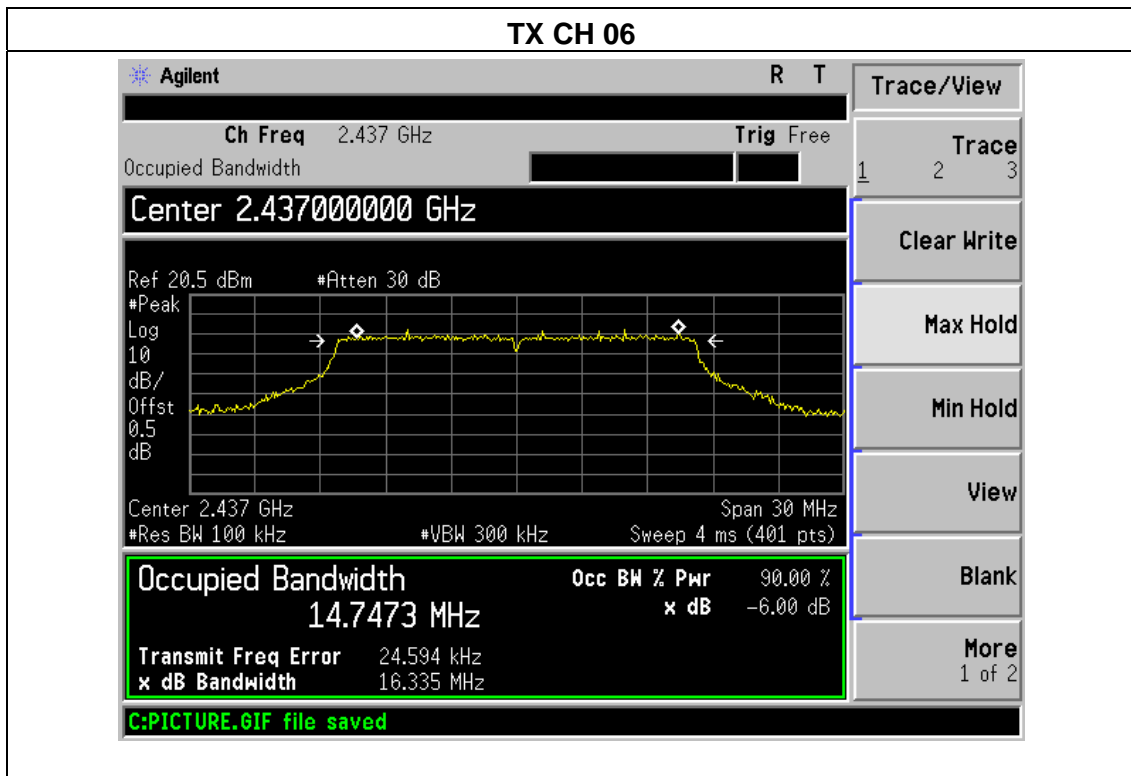 TX CH 06
Agilent R T
Ch Freq 2.437 GHz Trig Free
Occupied Bandwidth
Center 2.437000000 GHz
Ref 20.5 dBm #Atten 30 dB
#Peak
Log
10
dB/
Offst
0.5
dB
Center 2.437 GHz Span 30 MHz
#Res BW 100 kHz #VBW 300 kHz Sweep 4 ms (401 pts)
Occupied Bandwidth Occ BW % Pwr 90.00 %
14.7473 MHz x dB -6.00 dB
Transmit Freq Error 24.594 kHz
x dB Bandwidth 16.335 MHz
C:PICTURE.GIF file saved
Trace/View
Trace
1 2 3
Clear Write
Max Hold
Min Hold
View
Blank
More
1 of 2